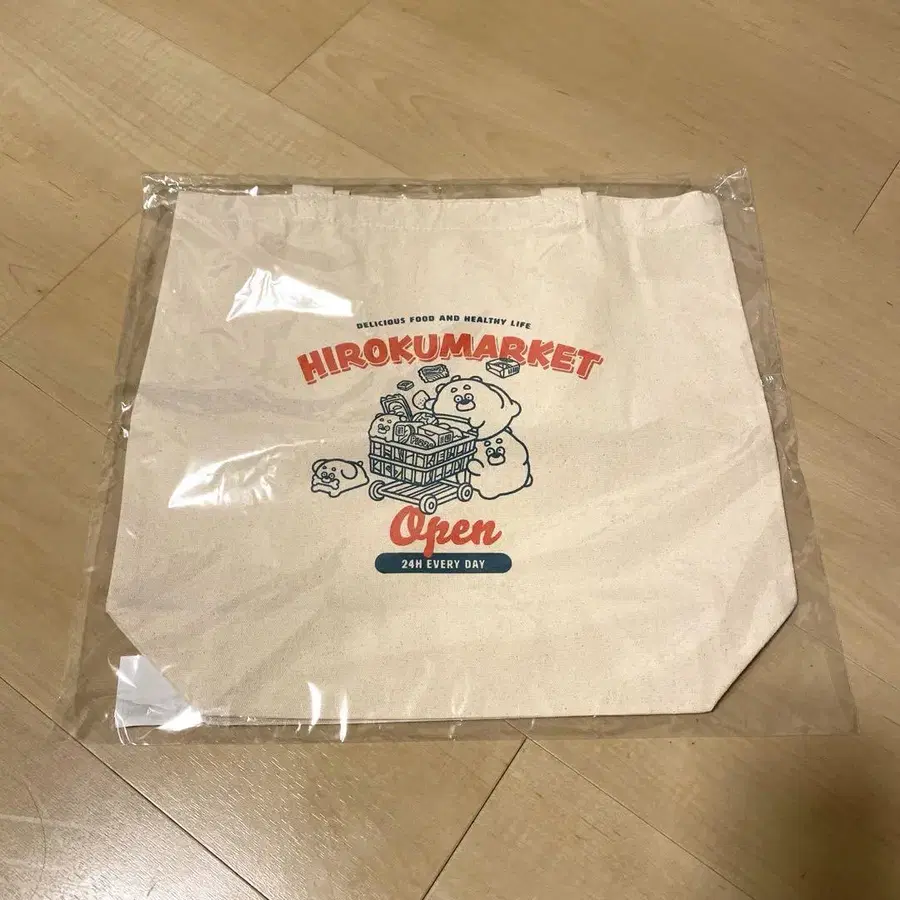 DELICIOUS FOOD AND HEALTHY LIFE
HIROKUMARKET
Open
24H EVERY DAY